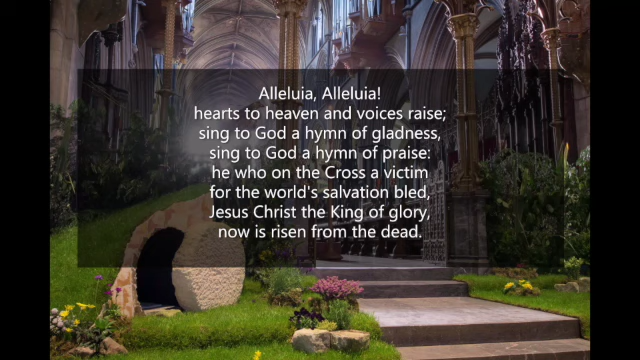 Alleluia, Alleluia!
hearts to heaven and voices raise;
sing to God a hymn of gladness,
sing to God a hymn of praise:
he who on the Cross a victim
for the world's salvation bled,
Jesus Christ the King of glory,
now is risen from the dead.